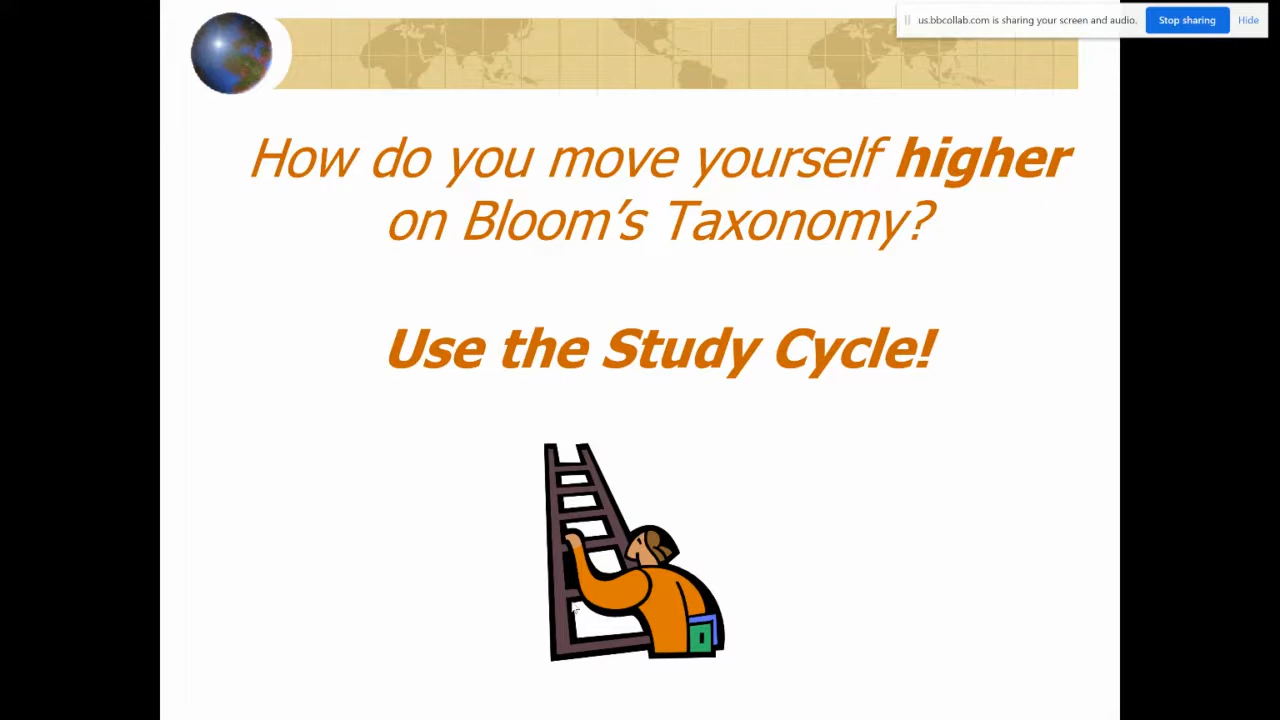 us.bbcollab.com is sharing your screen and audio. Stop sharing Hide
How do you move yourself higher
on Bloom’s Taxonomy?
Use the Study Cycle!